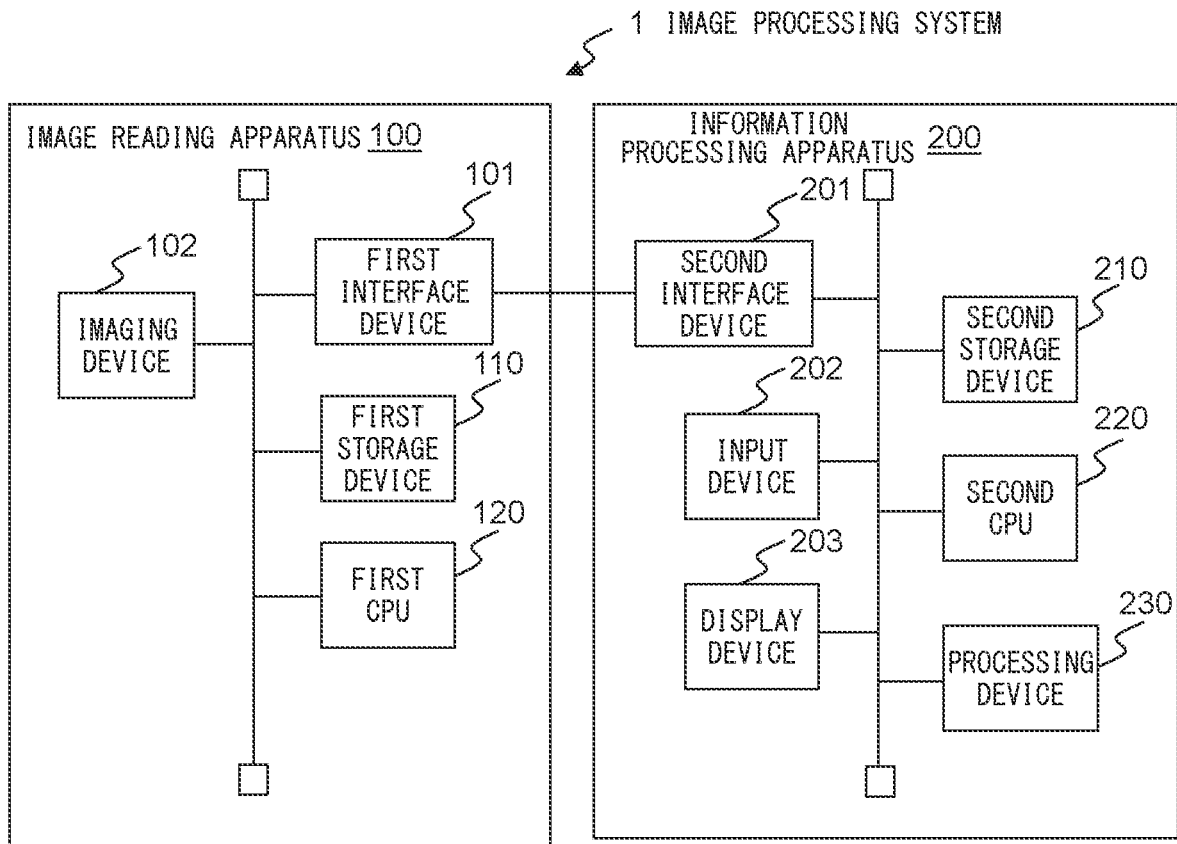 1 IMAGE PROCESSING SYSTEM
IMAGE READING APPARATUS 100
101
102
FIRST
INTERFACE
DEVICE
IMAGING
DEVICE
110
FIRST
STORAGE
DEVICE
120
FIRST
CPU
INFORMATION
PROCESSING APPARATUS 200
201
SECOND
INTERFACE
DEVICE
210
SECOND
STORAGE
DEVICE
202
INPUT
DEVICE
220
SECOND
CPU
203
DISPLAY
DEVICE
230
PROCESSING
DEVICE